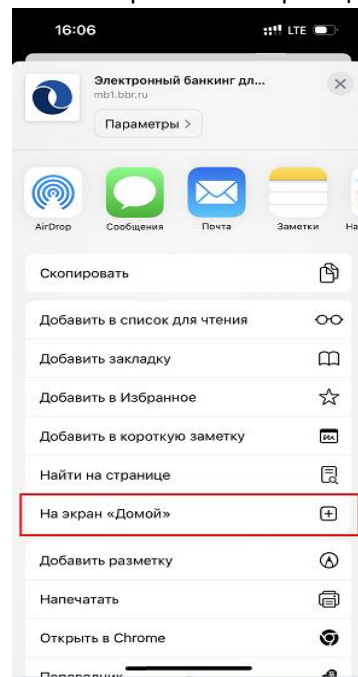 16:06
LTE
Электронный банкинг дл...
mb1.bbr.ru
Параметры >
AirDrop
Сообщения
Почта
Заметки
На
Скопировать
Добавить в список для чтения
Добавить закладку
Добавить в Избранное
Добавить в короткую заметку
Найти на странице
На экран «Домой»
Добавить разметку
Напечатать
Открыть в Chrome